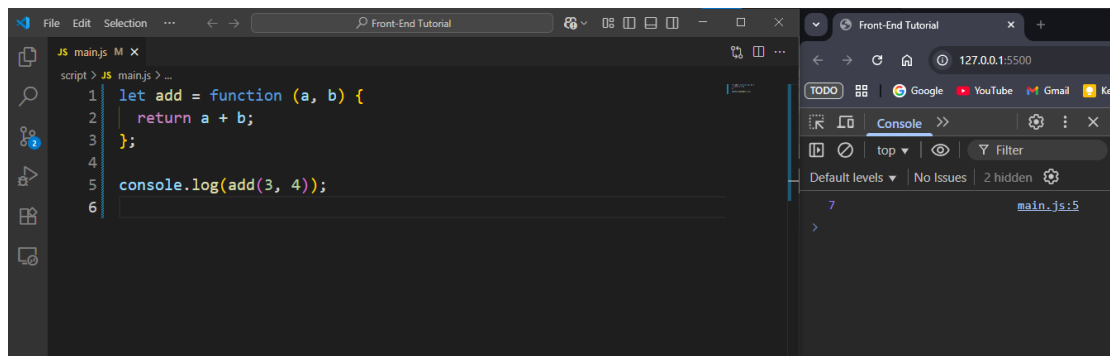 File Edit Selection ··· Front-End Tutorial
JS main.js M
script > JS main.js > ...
1 let add = function (a, b) {
2   return a + b;
3 };
4
5 console.log(add(3, 4));
6
2
Front-End Tutorial
127.0.0.1:5500
TODO Google YouTube Gmail
Console
top Filter
Default levels No Issues 2 hidden
7 main.js:5